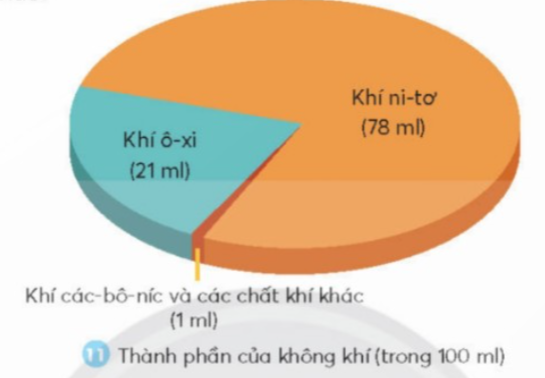 Khí ni-tơ
(78 ml)
Khí ô-xi
(21 ml)
Khí các-bô-níc và các chất khí khác
(1 ml)
11 Thành phần của không khí (trong 100 ml)